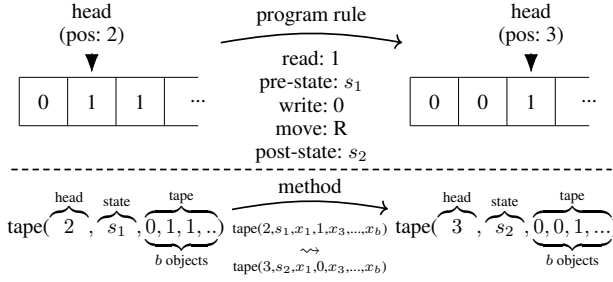 head
(pos: 2)
program rule
head
(pos: 3)
0 1 1 ...
read: 1
pre-state: s₁
write: 0
move: R
post-state: s₂
0 0 1 ...
head state tape
tape( 2 , s₁ , 0,1,1,..)
b objects
method
tape(2,s₁,x₁,1,x₃,...,x_b)
⇝
tape(3,s₂,x₁,0,x₃,...,x_b)
head state tape
tape( 3 , s₂ , 0,0,1,...)
b objects